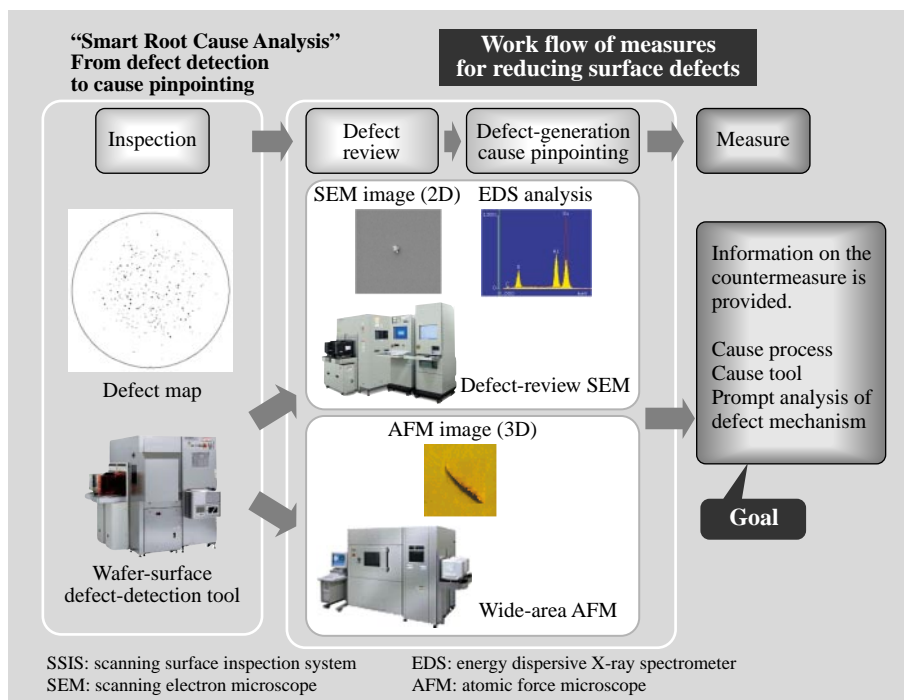 “Smart Root Cause Analysis”
From defect detection
to cause pinpointing
Work flow of measures
for reducing surface defects
Inspection
Defect
review
Defect-generation
cause pinpointing
Measure
SEM image (2D)
EDS analysis
Defect map
Defect-review SEM
AFM image (3D)
Wafer-surface
defect-detection tool
Wide-area AFM
Information on the
countermeasure is
provided.
Cause process
Cause tool
Prompt analysis of
defect mechanism
Goal
SSIS: scanning surface inspection system
SEM: scanning electron microscope
EDS: energy dispersive X-ray spectrometer
AFM: atomic force microscope